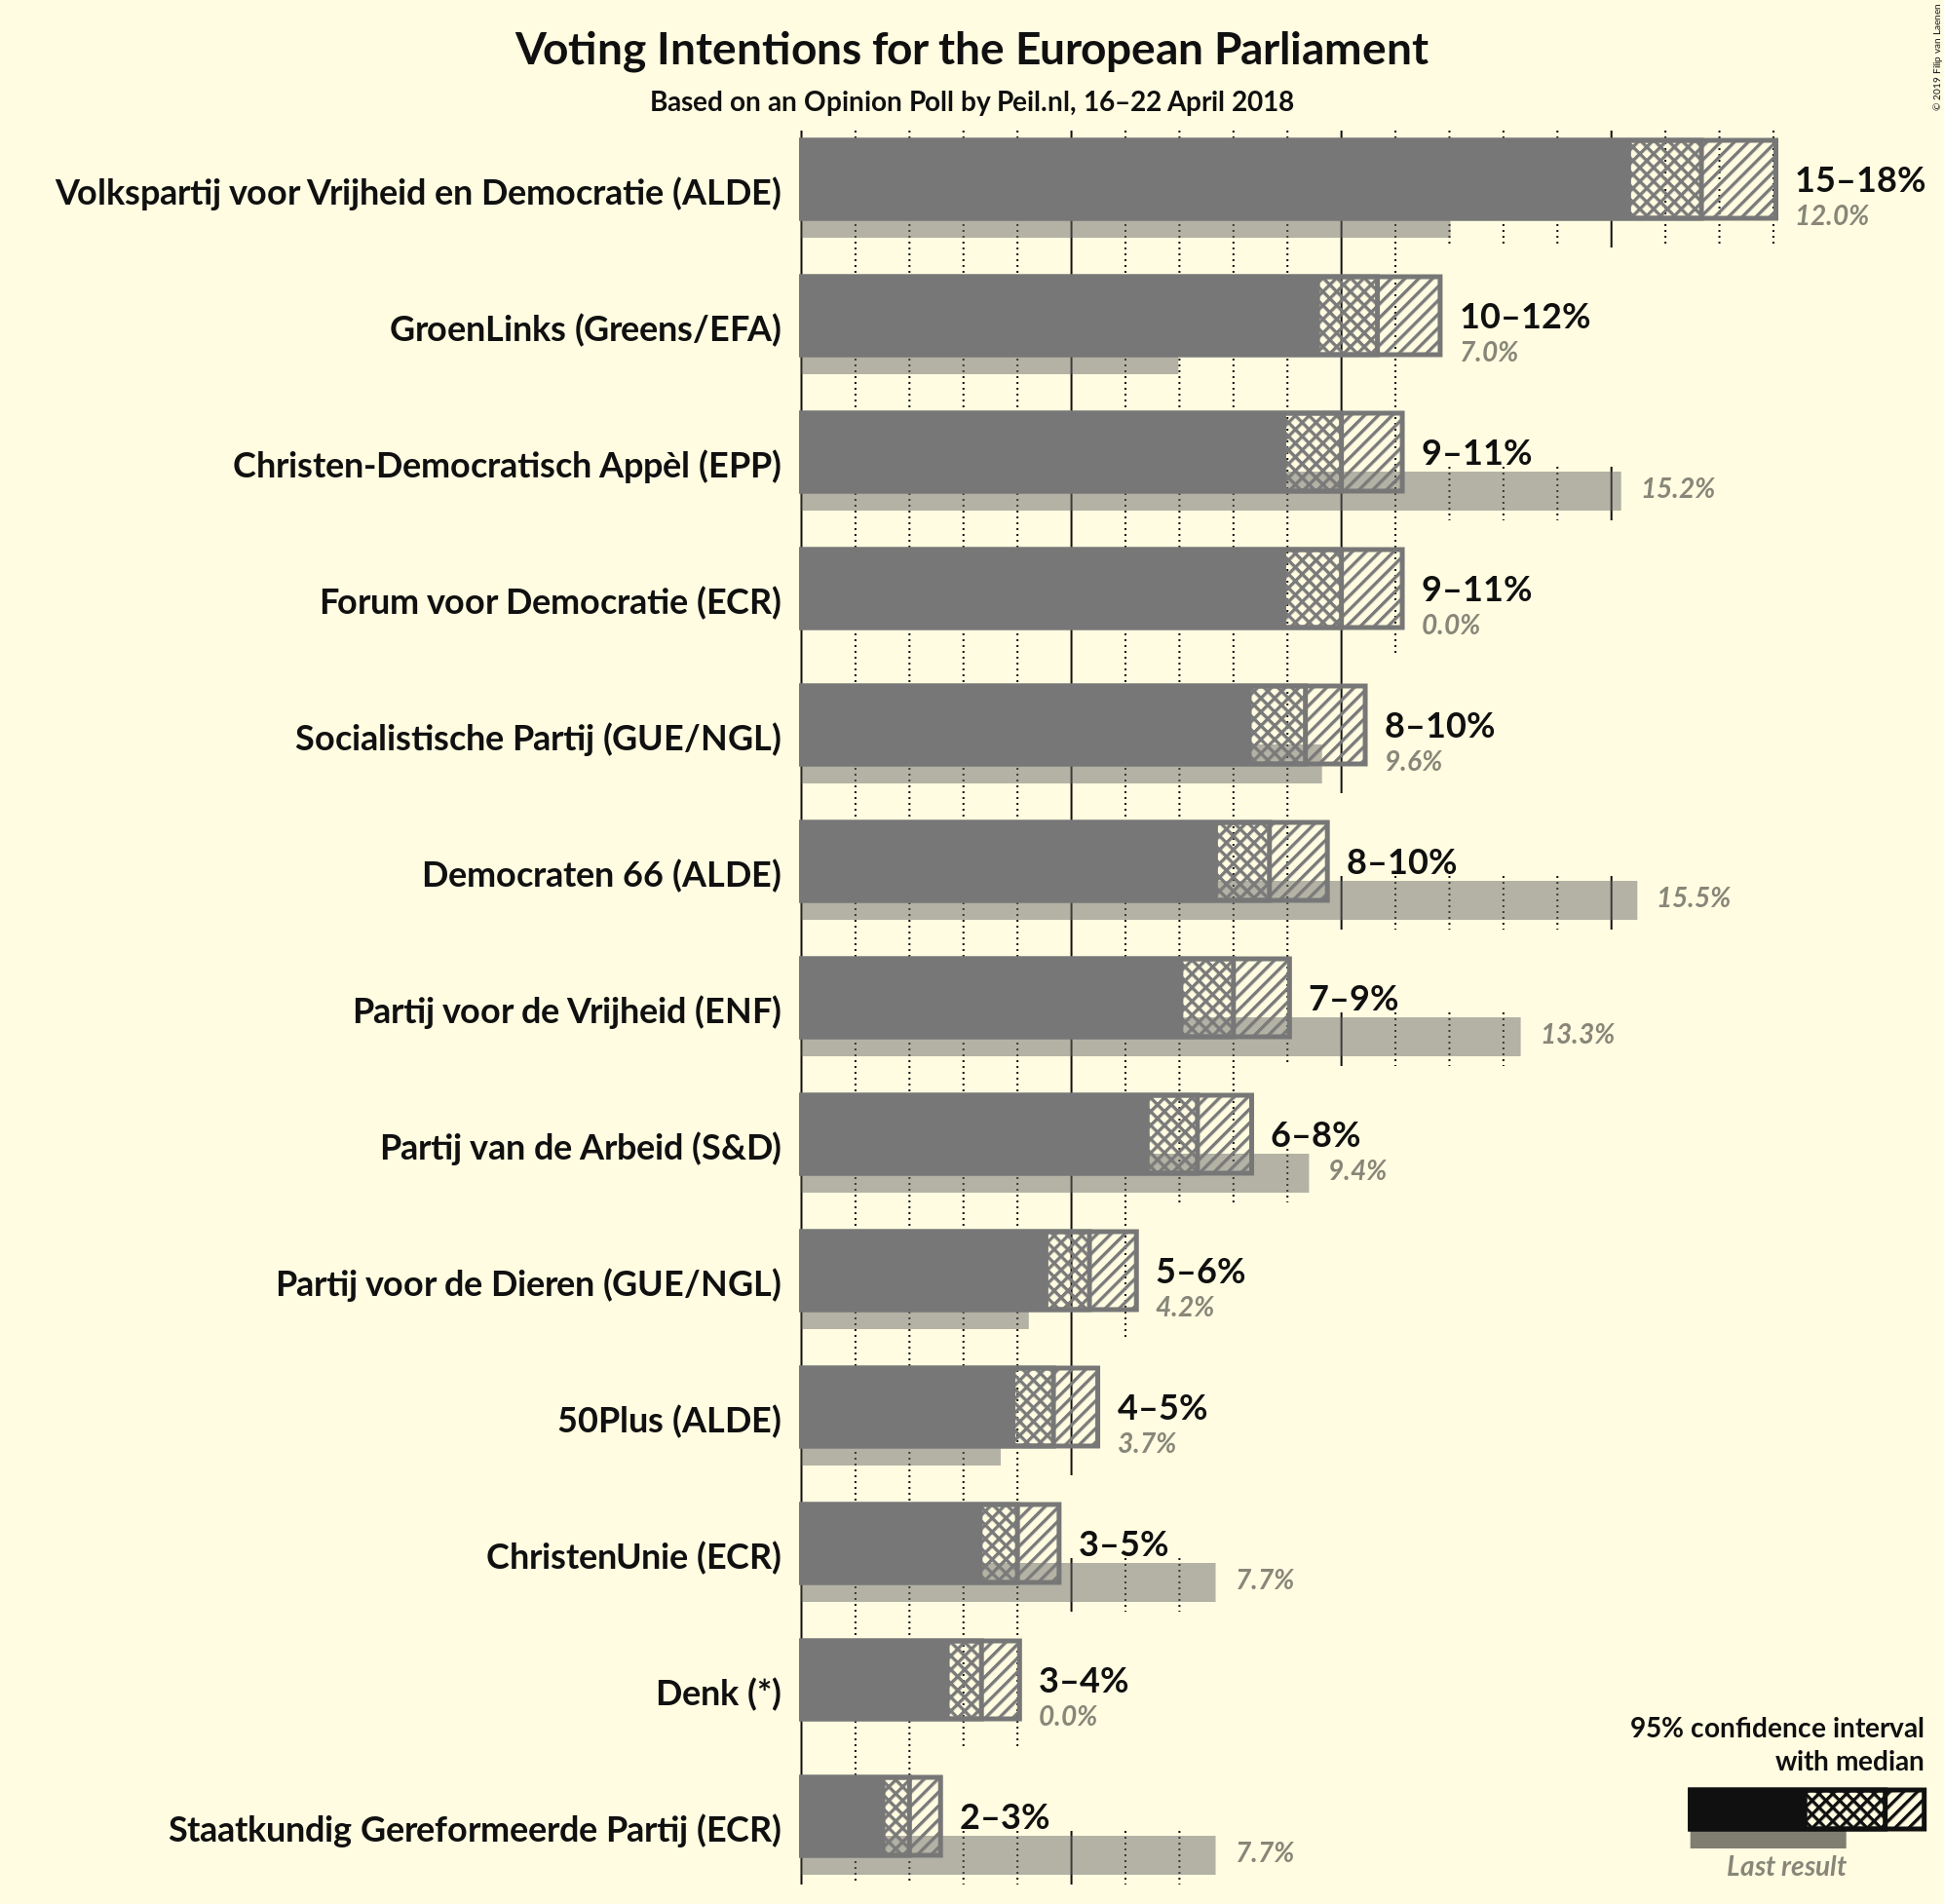 Voting Intentions for the European Parliament
Based on an Opinion Poll by Peil.nl, 16–22 April 2018
© 2019 Filip van Laenen
Volkspartij voor Vrijheid en Democratie (ALDE)
15–18%
12.0%
GroenLinks (Greens/EFA)
10–12%
7.0%
Christen-Democratisch Appèl (EPP)
9–11%
15.2%
Forum voor Democratie (ECR)
9–11%
0.0%
Socialistische Partij (GUE/NGL)
8–10%
9.6%
Democraten 66 (ALDE)
8–10%
15.5%
Partij voor de Vrijheid (ENF)
7–9%
13.3%
Partij van de Arbeid (S&D)
6–8%
9.4%
Partij voor de Dieren (GUE/NGL)
5–6%
4.2%
50Plus (ALDE)
4–5%
3.7%
ChristenUnie (ECR)
3–5%
7.7%
Denk (*)
3–4%
0.0%
Staatkundig Gereformeerde Partij (ECR)
2–3%
7.7%
95% confidence interval
with median
Last result